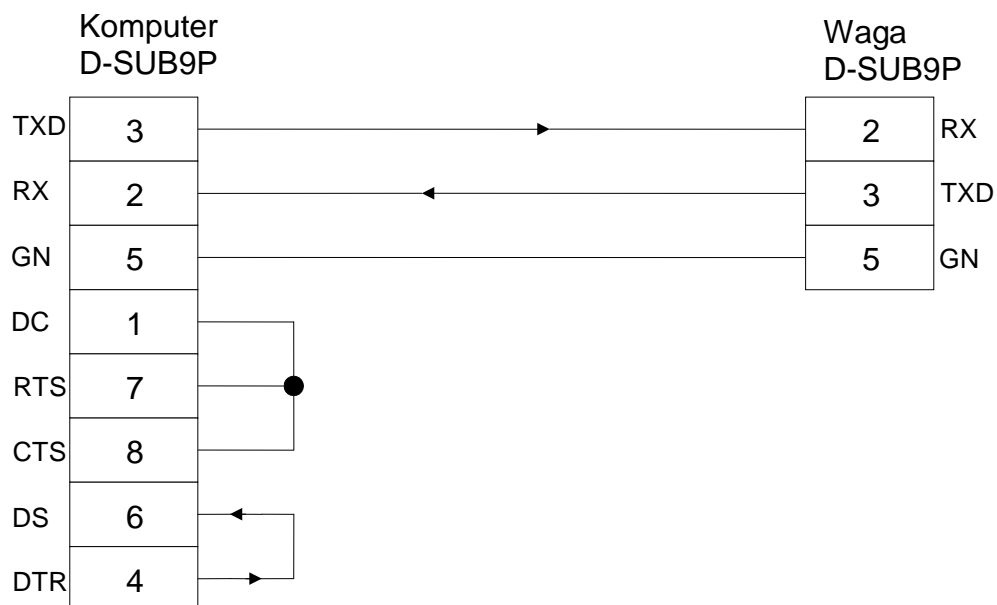 Komputer
D-SUB9P
Waga
D-SUB9P
TXD 3 2 RX
RX 2 3 TXD
GN 5 5 GN
DC 1
RTS 7
CTS 8
DS 6
DTR 4